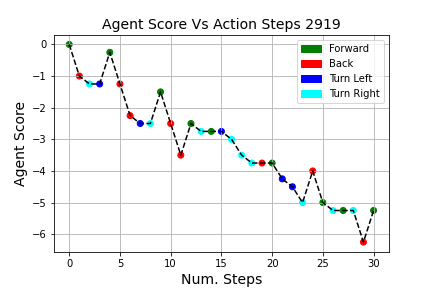 Agent Score Vs Action Steps 2919
Forward
Back
Turn Left
Turn Right
Agent Score
0
−1
−2
−3
−4
−5
−6
0 5 10 15 20 25 30
Num. Steps